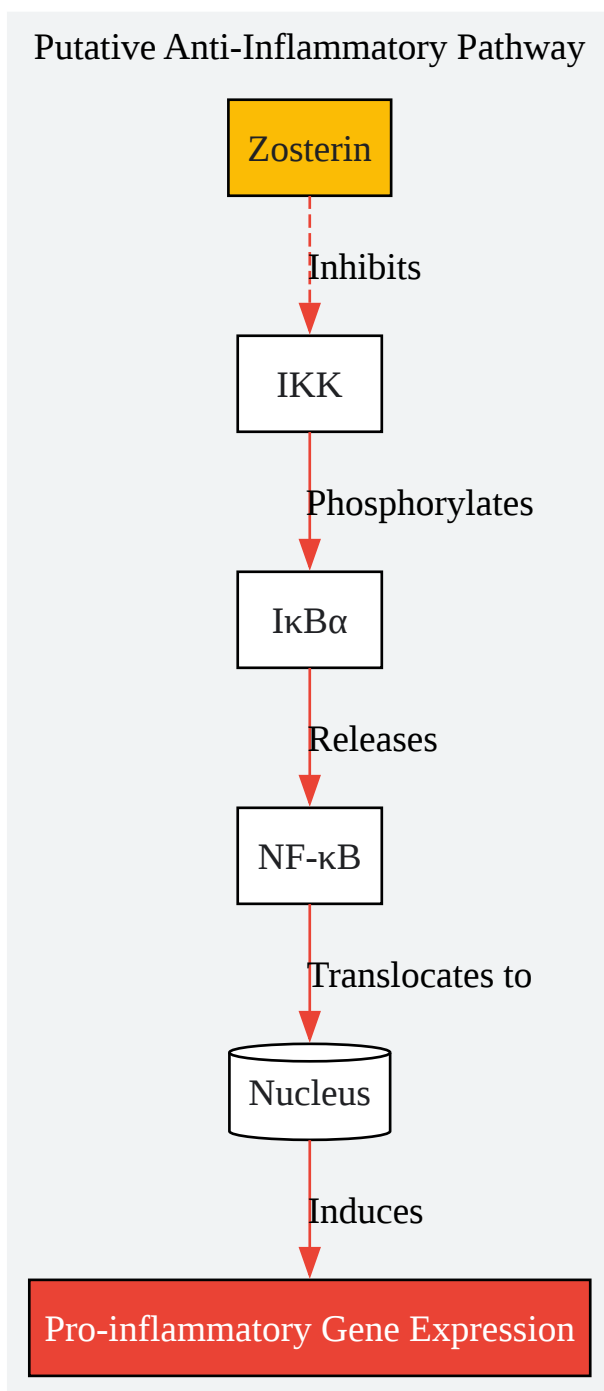 Putative Anti-Inflammatory Pathway
Zosterin
Inhibits
IKK
Phosphorylates
IκBα
Releases
NF-κB
Translocates to
Nucleus
Induces
Pro-inflammatory Gene Expression